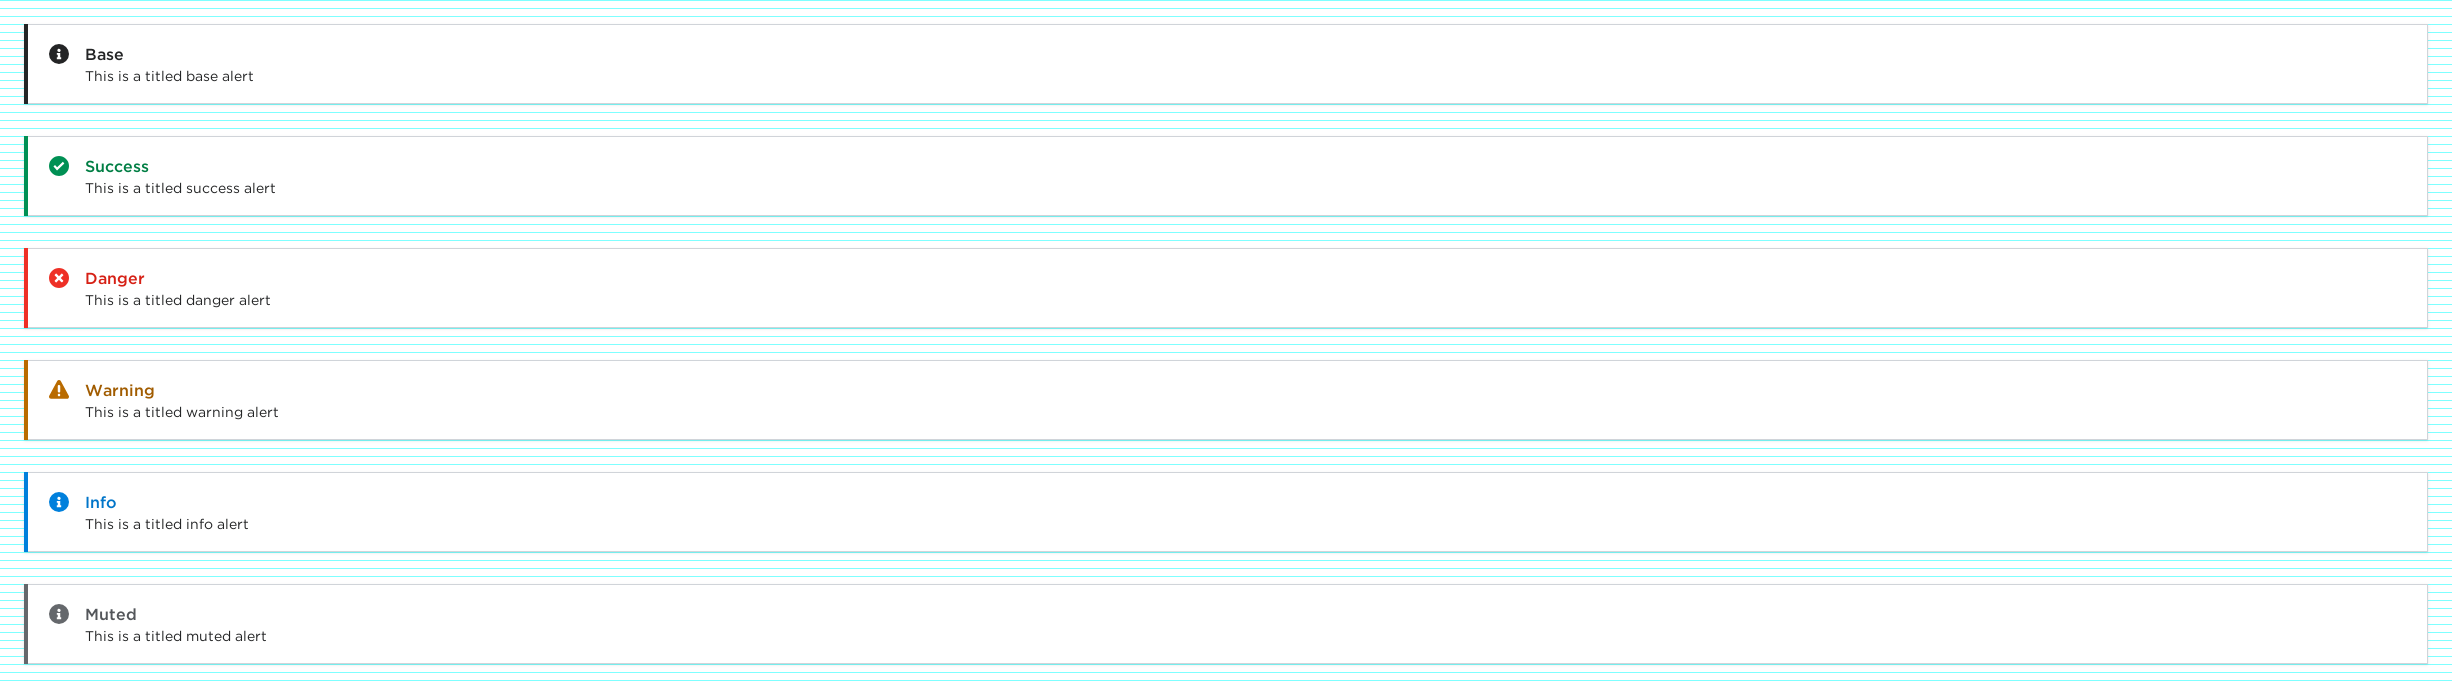 Base
This is a titled base alert
Success
This is a titled success alert
Danger
This is a titled danger alert
Warning
This is a titled warning alert
Info
This is a titled info alert
Muted
This is a titled muted alert